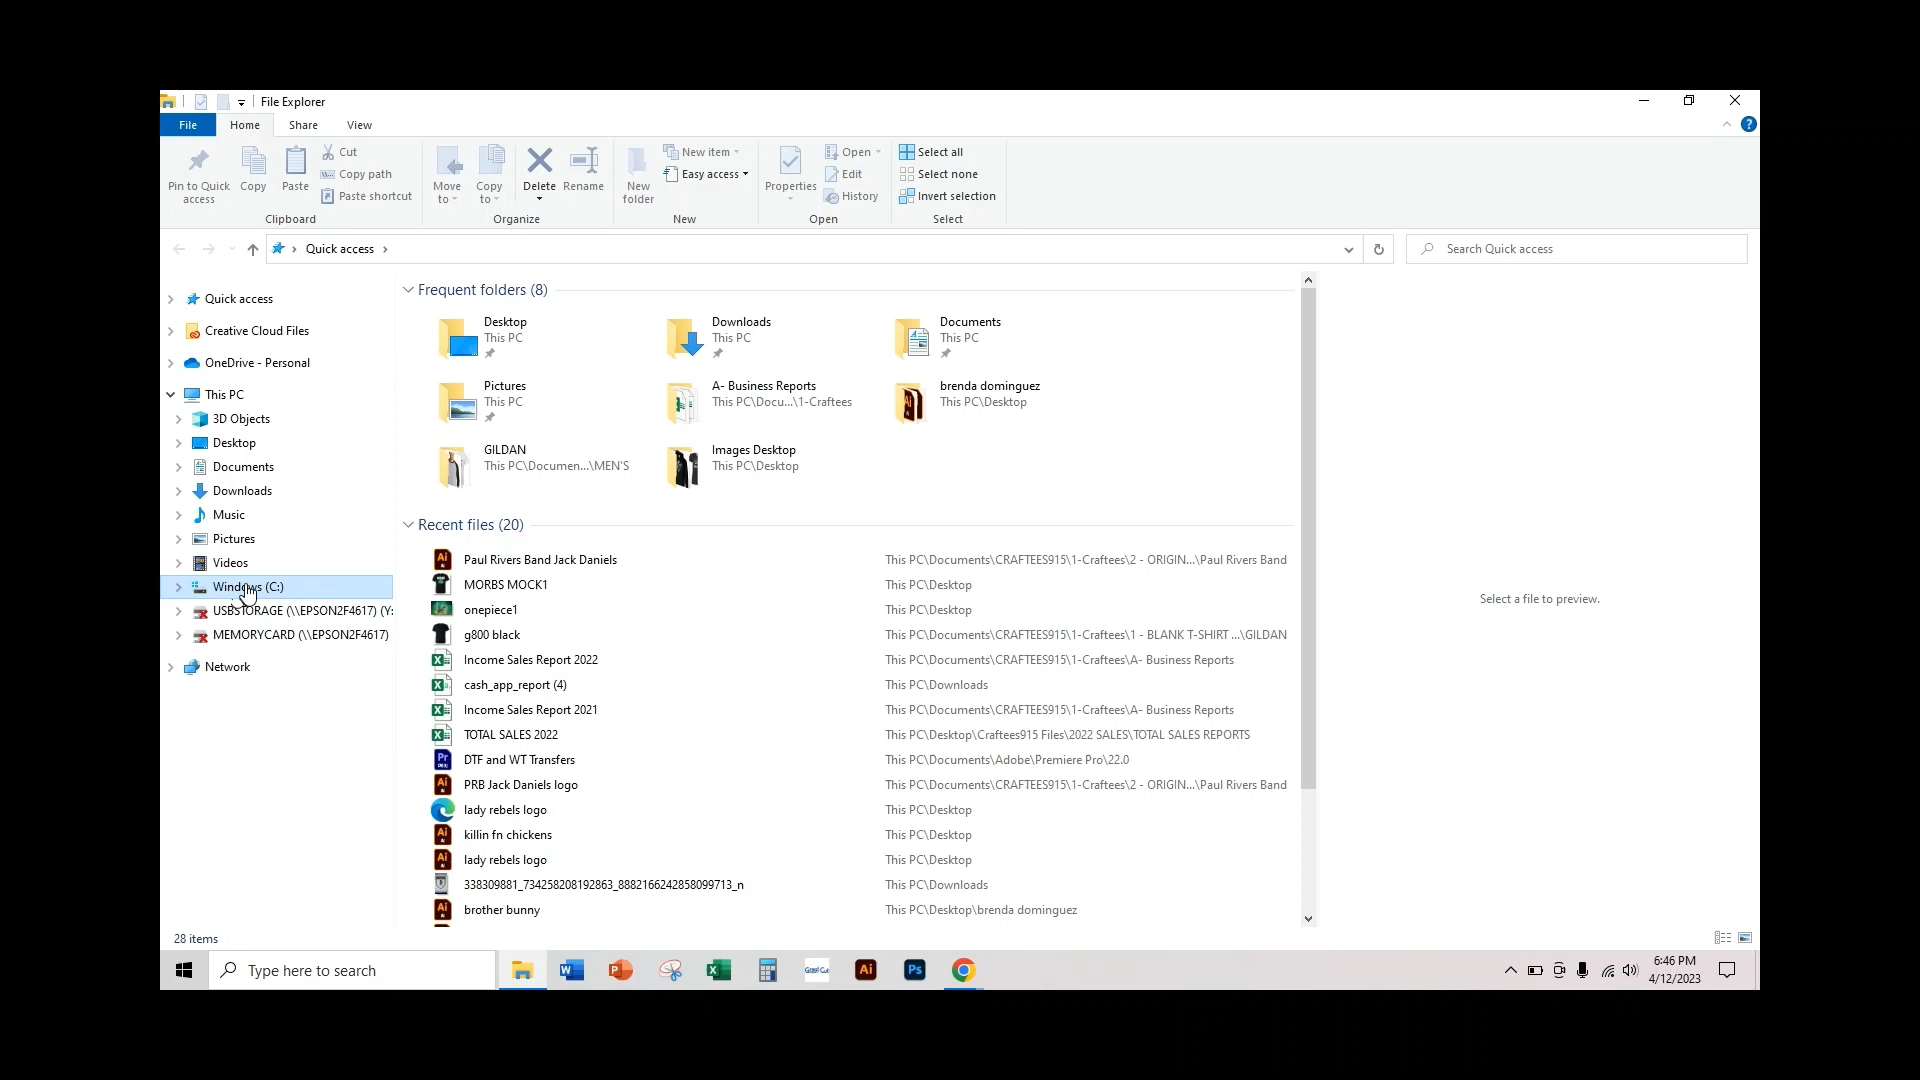 File Explorer
File Home Share View
Pin to Quick access
Copy
Paste
Cut
Copy path
Paste shortcut
Clipboard
Move to
Copy to
Delete
Rename
Organize
New folder
New item
Easy access
New
Properties
Open
Edit
History
Open
Select all
Select none
Invert selection
Select
Quick access
Search Quick access
Quick access
Creative Cloud Files
OneDrive - Personal
This PC
3D Objects
Desktop
Documents
Downloads
Music
Pictures
Videos
Windows (C:)
USBSTORAGE (\\EPSON2F4617) (Y:
MEMORYCARD (\\EPSON2F4617)
Network
Frequent folders (8)
Desktop
This PC
Downloads
This PC
Documents
This PC
Pictures
This PC
A- Business Reports
This PC\Docu...\1-Craftees
brenda dominguez
This PC\Desktop
GILDAN
This PC\Documen...\MEN'S
Images Desktop
This PC\Desktop
Recent files (20)
Paul Rivers Band Jack Daniels This PC\Documents\CRAFTEES915\1-Craftees\2 - ORIGIN...\Paul Rivers Band
MORBS MOCK1 This PC\Desktop
onepiece1 This PC\Desktop
g800 black This PC\Documents\CRAFTEES915\1-Craftees\1 - BLANK T-SHIRT ...\GILDAN
Income Sales Report 2022 This PC\Documents\CRAFTEES915\1-Craftees\A- Business Reports
cash_app_report (4) This PC\Downloads
Income Sales Report 2021 This PC\Documents\CRAFTEES915\1-Craftees\A- Business Reports
TOTAL SALES 2022 This PC\Desktop\Craftees915 Files\2022 SALES\TOTAL SALES REPORTS
DTF and WT Transfers This PC\Documents\Adobe\Premiere Pro\22.0
PRB Jack Daniels logo This PC\Documents\CRAFTEES915\1-Craftees\2 - ORIGIN...\Paul Rivers Band
lady rebels logo This PC\Desktop
killin fn chickens This PC\Desktop
lady rebels logo This PC\Desktop
338309881_734258208192863_8882166242858099713_n This PC\Downloads
brother bunny This PC\Desktop\brenda dominguez
Select a file to preview.
28 items
Type here to search
Ai
Ps
6:46 PM
4/12/2023